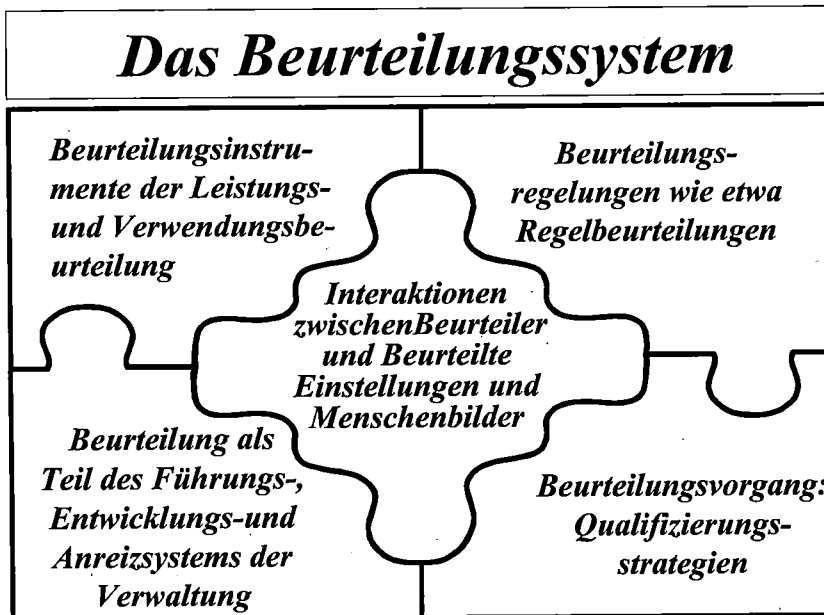 Das Beurteilungssystem
Beurteilungsinstru-
mente der Leistungs-
und Verwendungsbe-
urteilung
Beurteilungs-
regelungen wie etwa
Regelbeurteilungen
Interaktionen
zwischenBeurteiler
und Beurteilte
Einstellungen und
Menschenbilder
Beurteilung als
Teil des Führungs-,
Entwicklungs-und
Anreizsystems der
Verwaltung
Beurteilungsvorgang:
Qualifizierungs-
strategien